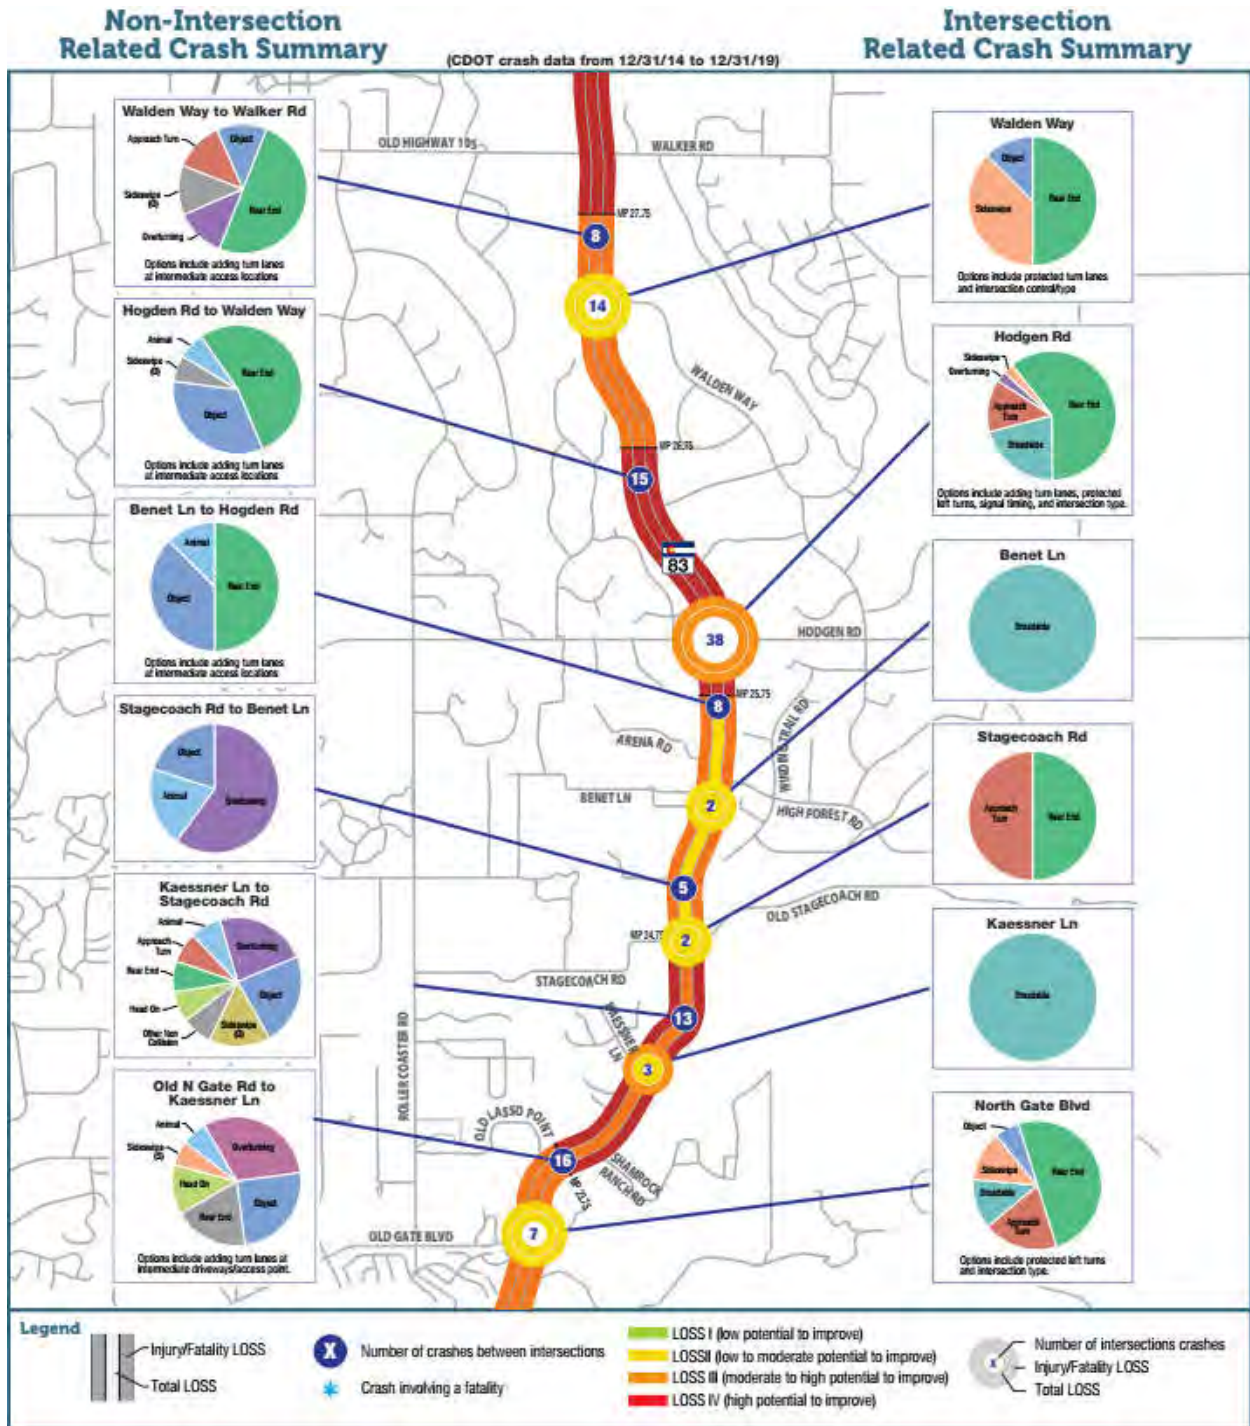 Non-Intersection
Related Crash Summary
Intersection
Related Crash Summary
(CDOT crash data from 12/31/14 to 12/31/19)
Walden Way to Walker Rd
Approach Turn
Object
Sideswipe
(O)
Rear End
Overturning
Options include adding turn lanes
at intermediate access locations
Hogden Rd to Walden Way
Animal
Sideswipe
(O)
Rear End
Object
Options include adding turn lanes
at intermediate access locations
Benet Ln to Hogden Rd
Animal
Rear End
Object
Options include adding turn lanes
at intermediate access locations
Stagecoach Rd to Benet Ln
Object
Animal
Overturning
Kaessner Ln to
Stagecoach Rd
Animal
Approach
Turn
Rear End
Head On
Other Non
Collision
Overturning
Object
Sideswipe
(O)
Old N Gate Rd to
Kaessner Ln
Animal
Sideswipe
(S)
Head On
Rear End
Overturning
Object
Options include adding turn lanes at
intermediate driveways/access point.
OLD HIGHWAY 105
WALKER RD
MP 27.75
8
14
WALDEN WAY
MP 26.75
15
83
38
HODGEN RD
MP 25.75
8
ARENA RD
WINDING TRAIL RD
BENET LN
2
HIGH FOREST RD
5
OLD STAGECOACH RD
MP 24.75
2
STAGECOACH RD
13
KAESSNER
LN
3
ROLLER COASTER RD
OLD LASSO POINT
16
SHAMROCK
RANCH RD
MP 23.75
OLD GATE BLVD
7
Walden Way
Object
Sideswipe
Rear End
Options include protected turn lanes
and intersection control/type
Hodgen Rd
Sideswipe
Overturning
Approach
Turn
Rear End
Broadside
Options include adding turn lanes, protected
left turns, signal timing, and intersection type.
Benet Ln
Broadside
Stagecoach Rd
Approach
Turn
Rear End
Kaessner Ln
Broadside
North Gate Blvd
Object
Sideswipe
Rear End
Broadside
Approach
Turn
Options include protected left turns
and intersection type.
Legend
Injury/Fatality LOSS
Total LOSS
X
Number of crashes between intersections
Crash involving a fatality
LOSS I (low potential to improve)
LOSSII (low to moderate potential to improve)
LOSS III (moderate to high potential to improve)
LOSS IV (high potential to improve)
X
Number of intersections crashes
Injury/Fatality LOSS
Total LOSS